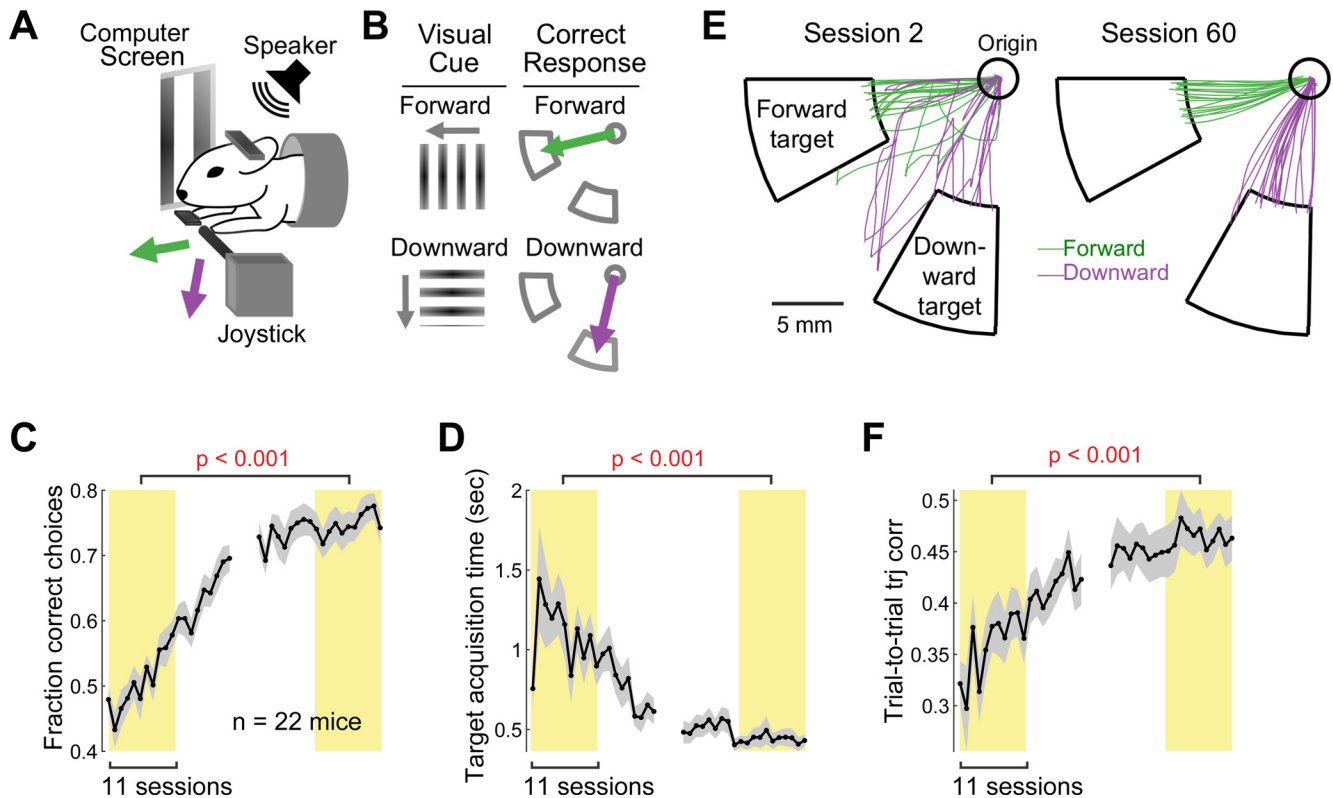 A
Computer
Screen
Speaker
Joystick
B
Visual
Cue
Correct
Response
Forward
Forward
Downward
Downward
E
Session 2
Origin
Session 60
Forward
target
Down-
ward
target
5 mm
Forward
Downward
C
p < 0.001
Fraction correct choices
0.8
0.7
0.6
0.5
0.4
n = 22 mice
11 sessions
D
p < 0.001
Target acquisition time (sec)
2
1.5
1
0.5
11 sessions
F
p < 0.001
Trial-to-trial trj corr
0.5
0.45
0.4
0.35
0.3
11 sessions